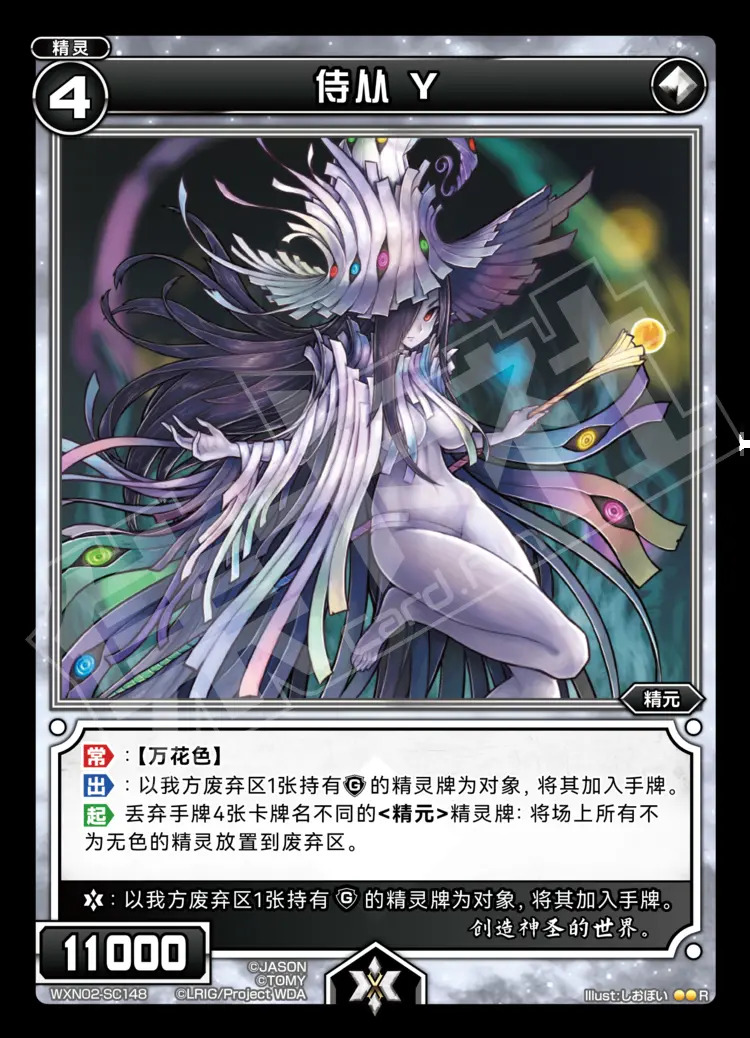 精灵
4
侍从 Y
精元
常:【万花色】
出:以我方废弃区1张持有G的精灵牌为对象,将其加入手牌。
起:丢弃手牌4张卡牌名不同的<精元>精灵牌:将场上所有不
为无色的精灵放置到废弃区。
:以我方废弃区1张持有G的精灵牌为对象,将其加入手牌。
创造神圣的世界。
11000
©JASON
©TOMY
WXN02-SC148 ©LRIG/Project WDA
Illust:しおぼい R